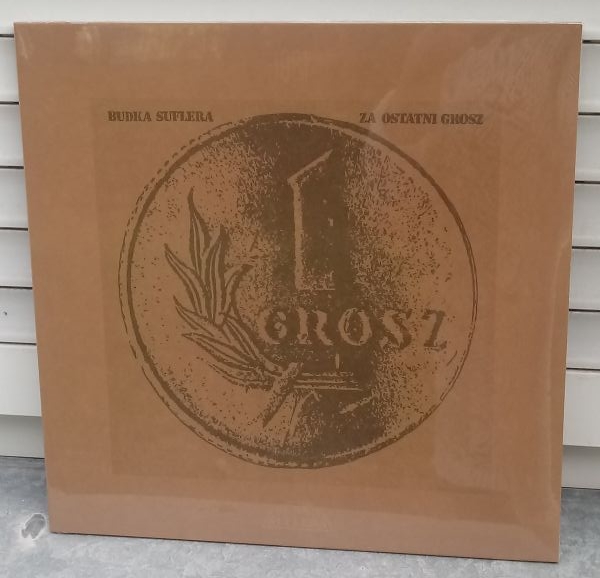 BUDKA SUFLERA
ZA OSTATNI GROSZ
1
GROSZ